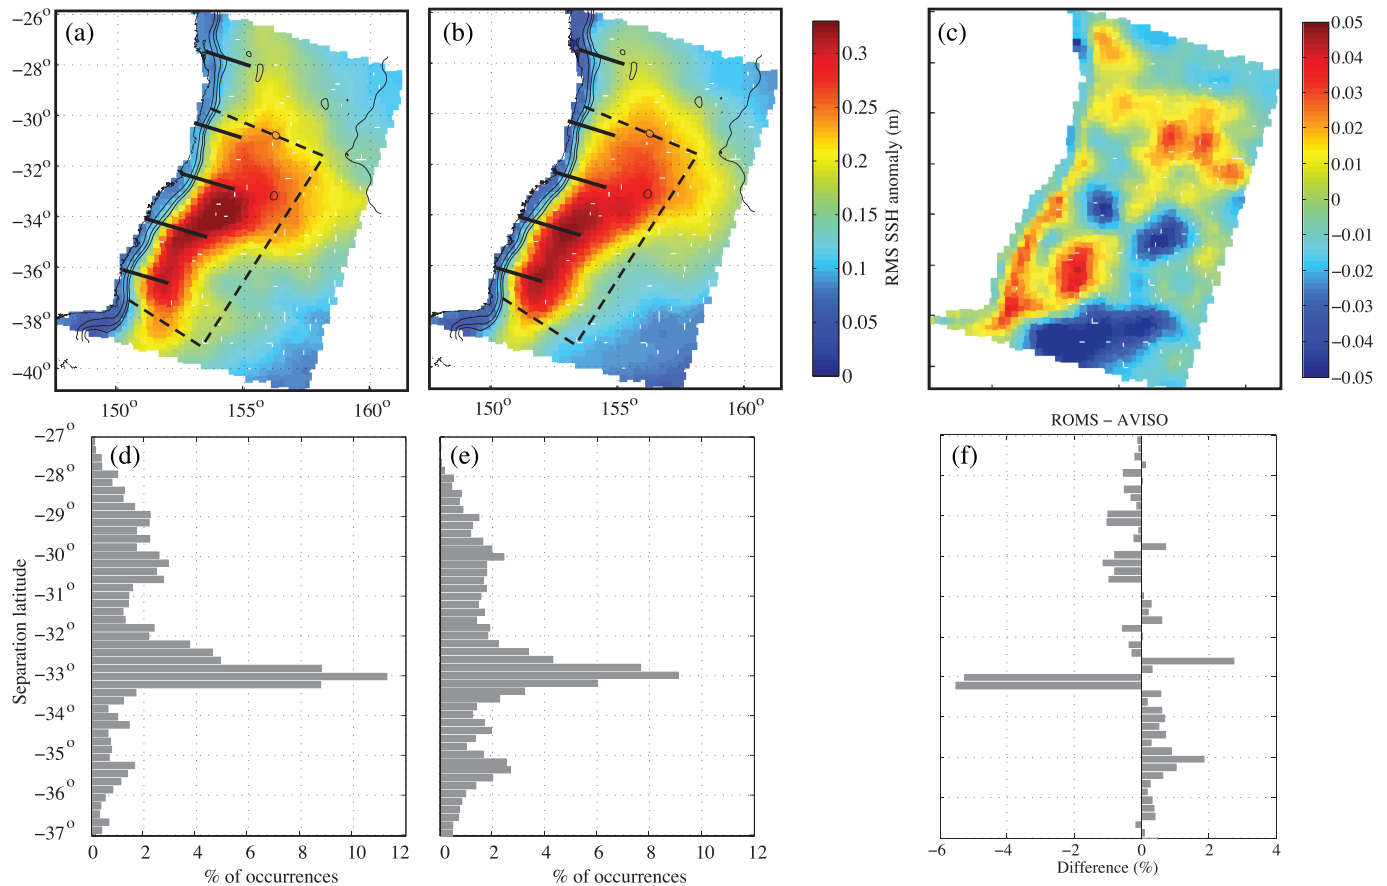 (a)
−26°
−28°
−30°
−32°
−34°
−36°
−38°
−40°
150°
155°
160°
(b)
150°
155°
160°
0.3
0.25
0.2
0.15
0.1
0.05
0
RMS SSH anomaly (m)
(c)
0.05
0.04
0.03
0.02
0.01
0
−0.01
−0.02
−0.03
−0.04
−0.05
(d)
−27°
−28°
−29°
−30°
−31°
−32°
−33°
−34°
−35°
−36°
−37°
Separation latitude
0 2 4 6 8 10 12
% of occurrences
(e)
0 2 4 6 8 10 12
% of occurrences
ROMS − AVISO
(f)
−6 −4 −2 0 2 4
Difference (%)